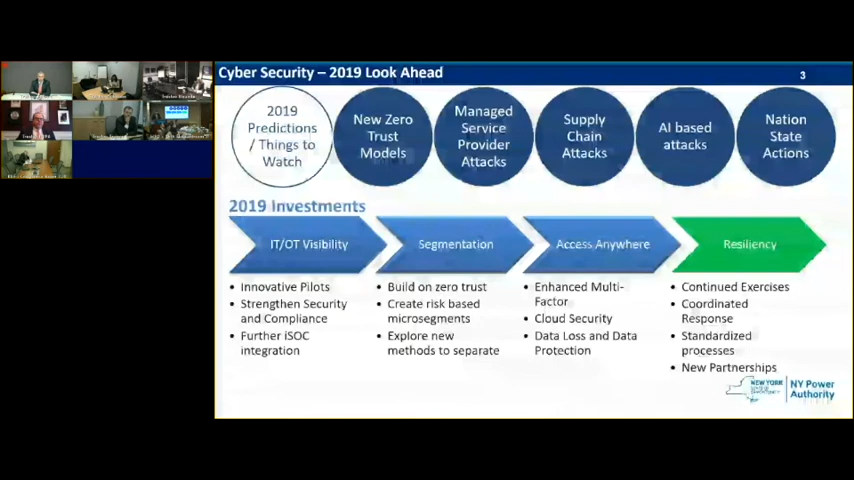 Cyber Security – 2019 Look Ahead
3
2019
Predictions
/ Things to
Watch
New Zero
Trust
Models
Managed
Service
Provider
Attacks
Supply
Chain
Attacks
AI based
attacks
Nation
State
Actions
2019 Investments
IT/OT Visibility
Segmentation
Access Anywhere
Resiliency
• Innovative Pilots
• Strengthen Security
and Compliance
• Further iSOC
integration
• Build on zero trust
• Create risk based
microsegments
• Explore new
methods to separate
• Enhanced Multi-
Factor
• Cloud Security
• Data Loss and Data
Protection
• Continued Exercises
• Coordinated
Response
• Standardized
processes
• New Partnerships
NEW YORK
NY Power
Authority